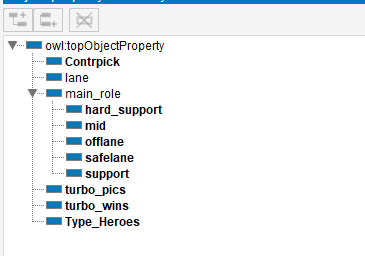 owl:topObjectProperty
Contrpick
lane
main_role
hard_support
mid
offlane
safelane
support
turbo_pics
turbo_wins
Type_Heroes